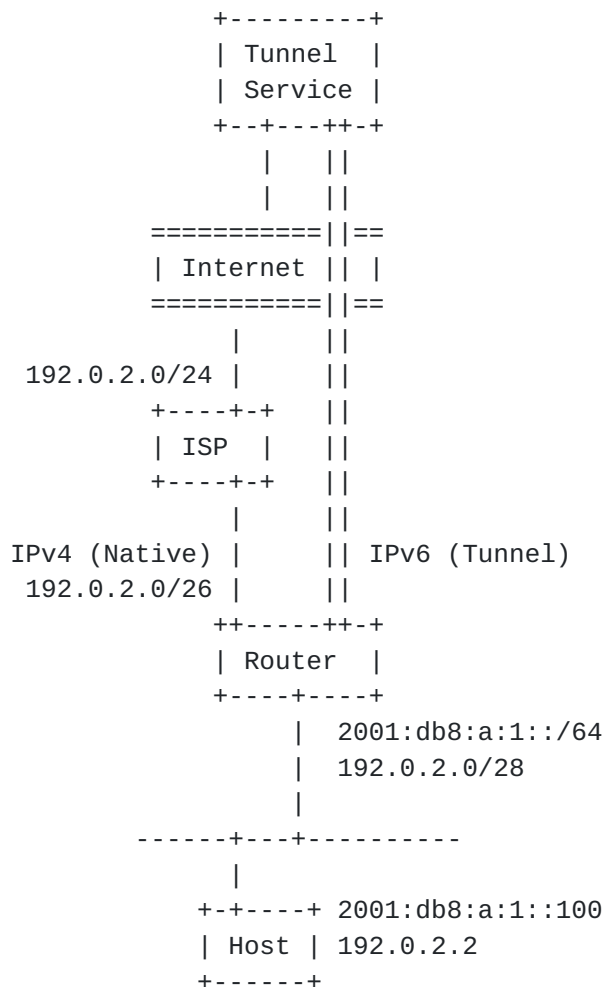 Tunnel
Service
Internet
192.0.2.0/24
ISP
IPv4 (Native) IPv6 (Tunnel)
192.0.2.0/26
Router
2001:db8:a:1::/64
192.0.2.0/28
2001:db8:a:1::100
Host 192.0.2.2